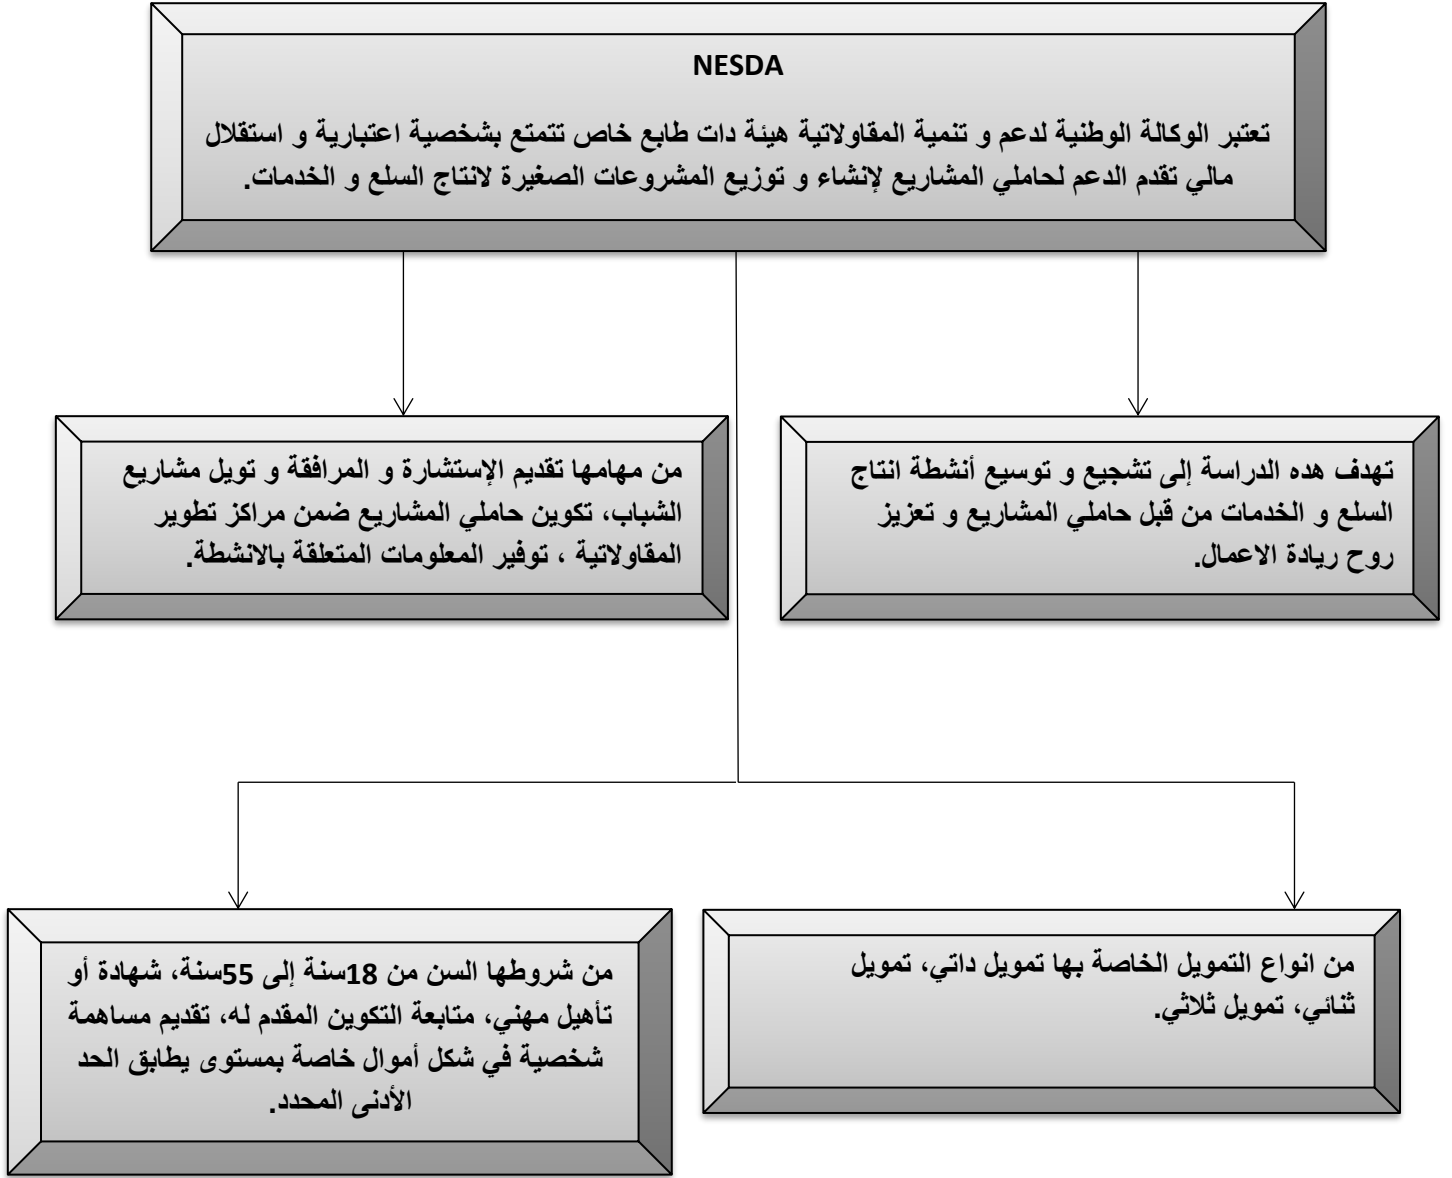 NESDA
تعتبر الوكالة الوطنية لدعم و تنمية المقاولاتية هيئة دات طابع خاص تتمتع بشخصية اعتبارية و استقلال
مالي تقدم الدعم لحاملي المشاريع لإنشاء و توزيع المشروعات الصغيرة لانتاج السلع و الخدمات.
تهدف هده الدراسة إلى تشجيع و توسيع أنشطة انتاج
السلع و الخدمات من قبل حاملي المشاريع و تعزيز
روح ريادة الاعمال.
من مهامها تقديم الإستشارة و المرافقة و تويل مشاريع
الشباب، تكوين حاملي المشاريع ضمن مراكز تطوير
المقاولاتية ، توفير المعلومات المتعلقة بالانشطة.
من انواع التمويل الخاصة بها تمويل داتي، تمويل
ثنائي، تمويل ثلاثي.
من شروطها السن من 18سنة إلى 55سنة، شهادة أو
تأهيل مهني، متابعة التكوين المقدم له، تقديم مساهمة
شخصية في شكل أموال خاصة بمستوى يطابق الحد
الأدنى المحدد.